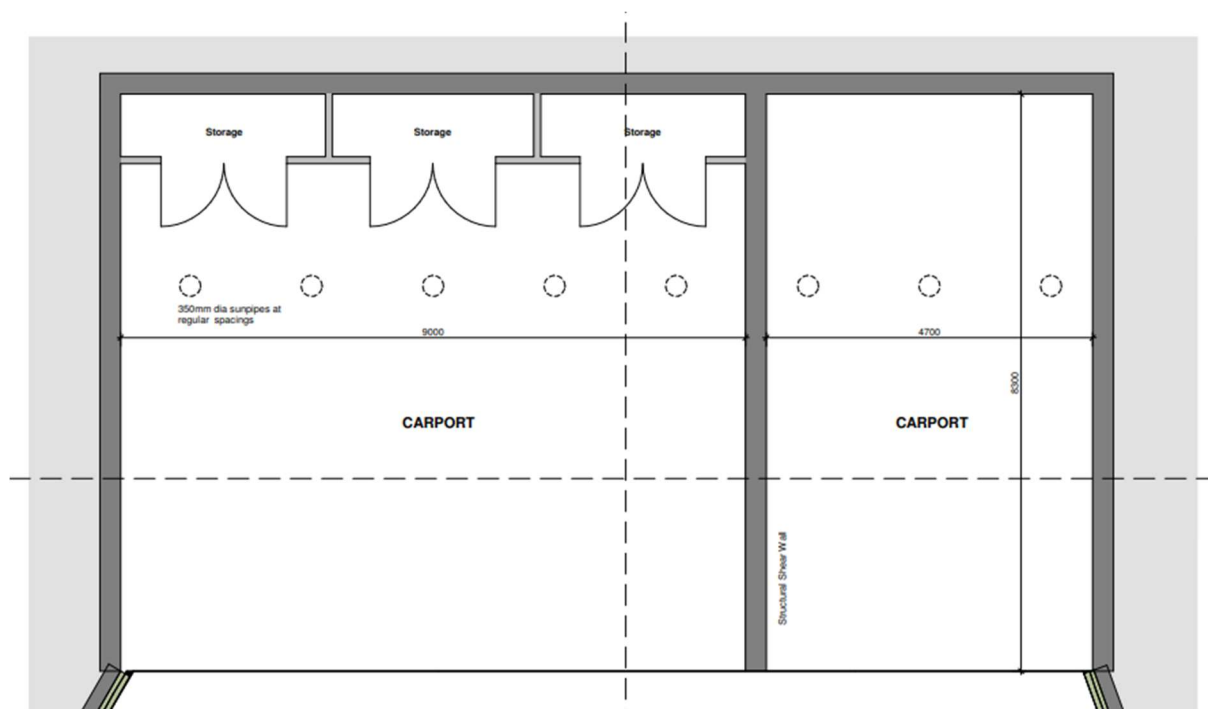 Storage
Storage
Storage
350mm dia sunpipes at
regular spacings
9000
4700
8300
CARPORT
CARPORT
Structural Shear Wall